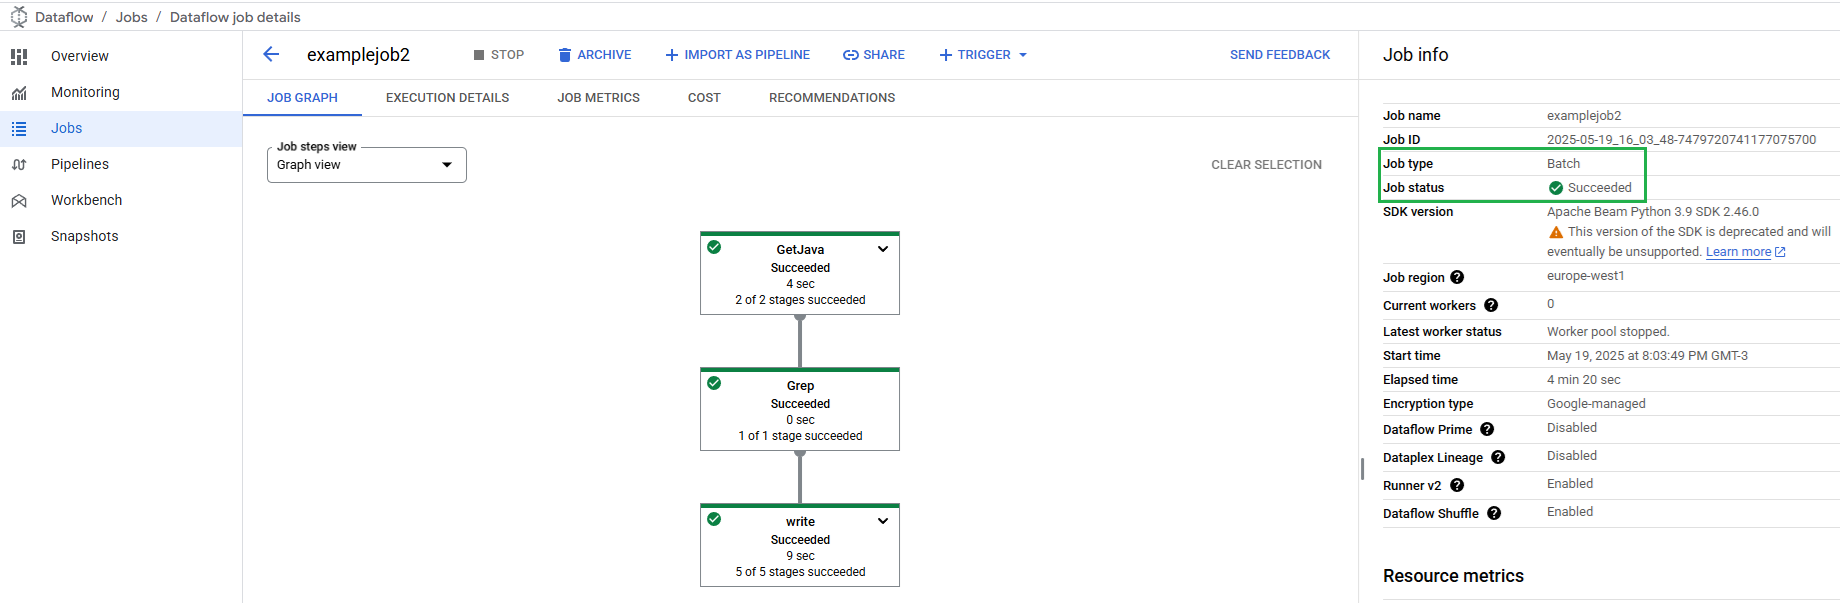 Dataflow / Jobs / Dataflow job details
Overview
Monitoring
Jobs
Pipelines
Workbench
Snapshots
examplejob2
STOP
ARCHIVE
IMPORT AS PIPELINE
SHARE
TRIGGER
SEND FEEDBACK
JOB GRAPH
EXECUTION DETAILS
JOB METRICS
COST
RECOMMENDATIONS
Job steps view
Graph view
CLEAR SELECTION
GetJava
Succeeded
4 sec
2 of 2 stages succeeded
Grep
Succeeded
0 sec
1 of 1 stage succeeded
write
Succeeded
9 sec
5 of 5 stages succeeded
Job info
Job name examplejob2
Job ID 2025-05-19_16_03_48-7479720741177075700
Job type Batch
Job status Succeeded
SDK version Apache Beam Python 3.9 SDK 2.46.0
This version of the SDK is deprecated and will
eventually be unsupported. Learn more
Job region europe-west1
Current workers 0
Latest worker status Worker pool stopped.
Start time May 19, 2025 at 8:03:49 PM GMT-3
Elapsed time 4 min 20 sec
Encryption type Google-managed
Dataflow Prime Disabled
Dataplex Lineage Disabled
Runner v2 Enabled
Dataflow Shuffle Enabled
Resource metrics